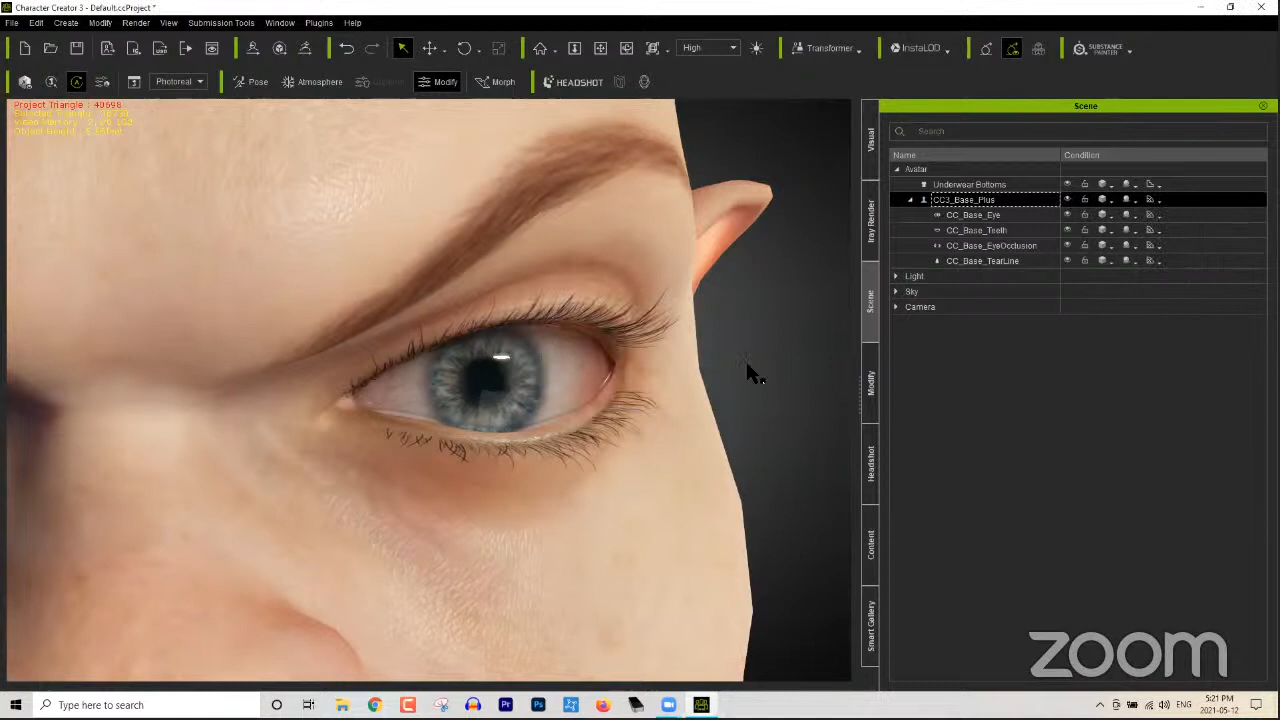 Character Creator 3 - Default.ccProject *
File Edit Create Modify Render View Submission Tools Window Plugins Help
High Transformer InstaLOD SUBSTANCE PAINTER
Photoreal Pose Atmosphere Modify Morph HEADSHOT
Project Triangle : 40698
Scene
Search
Name Condition
Avatar
Underwear Bottoms
CC3_Base_Plus
CC_Base_Eye
CC_Base_Teeth
CC_Base_EyeOcclusion
CC_Base_TearLine
Light
Sky
Camera
Visual
Iray Render
Scene
Modify
Headshot
Content
Smart Gallery
zoom
Type here to search
ENG
5:21 PM
2021-05-12